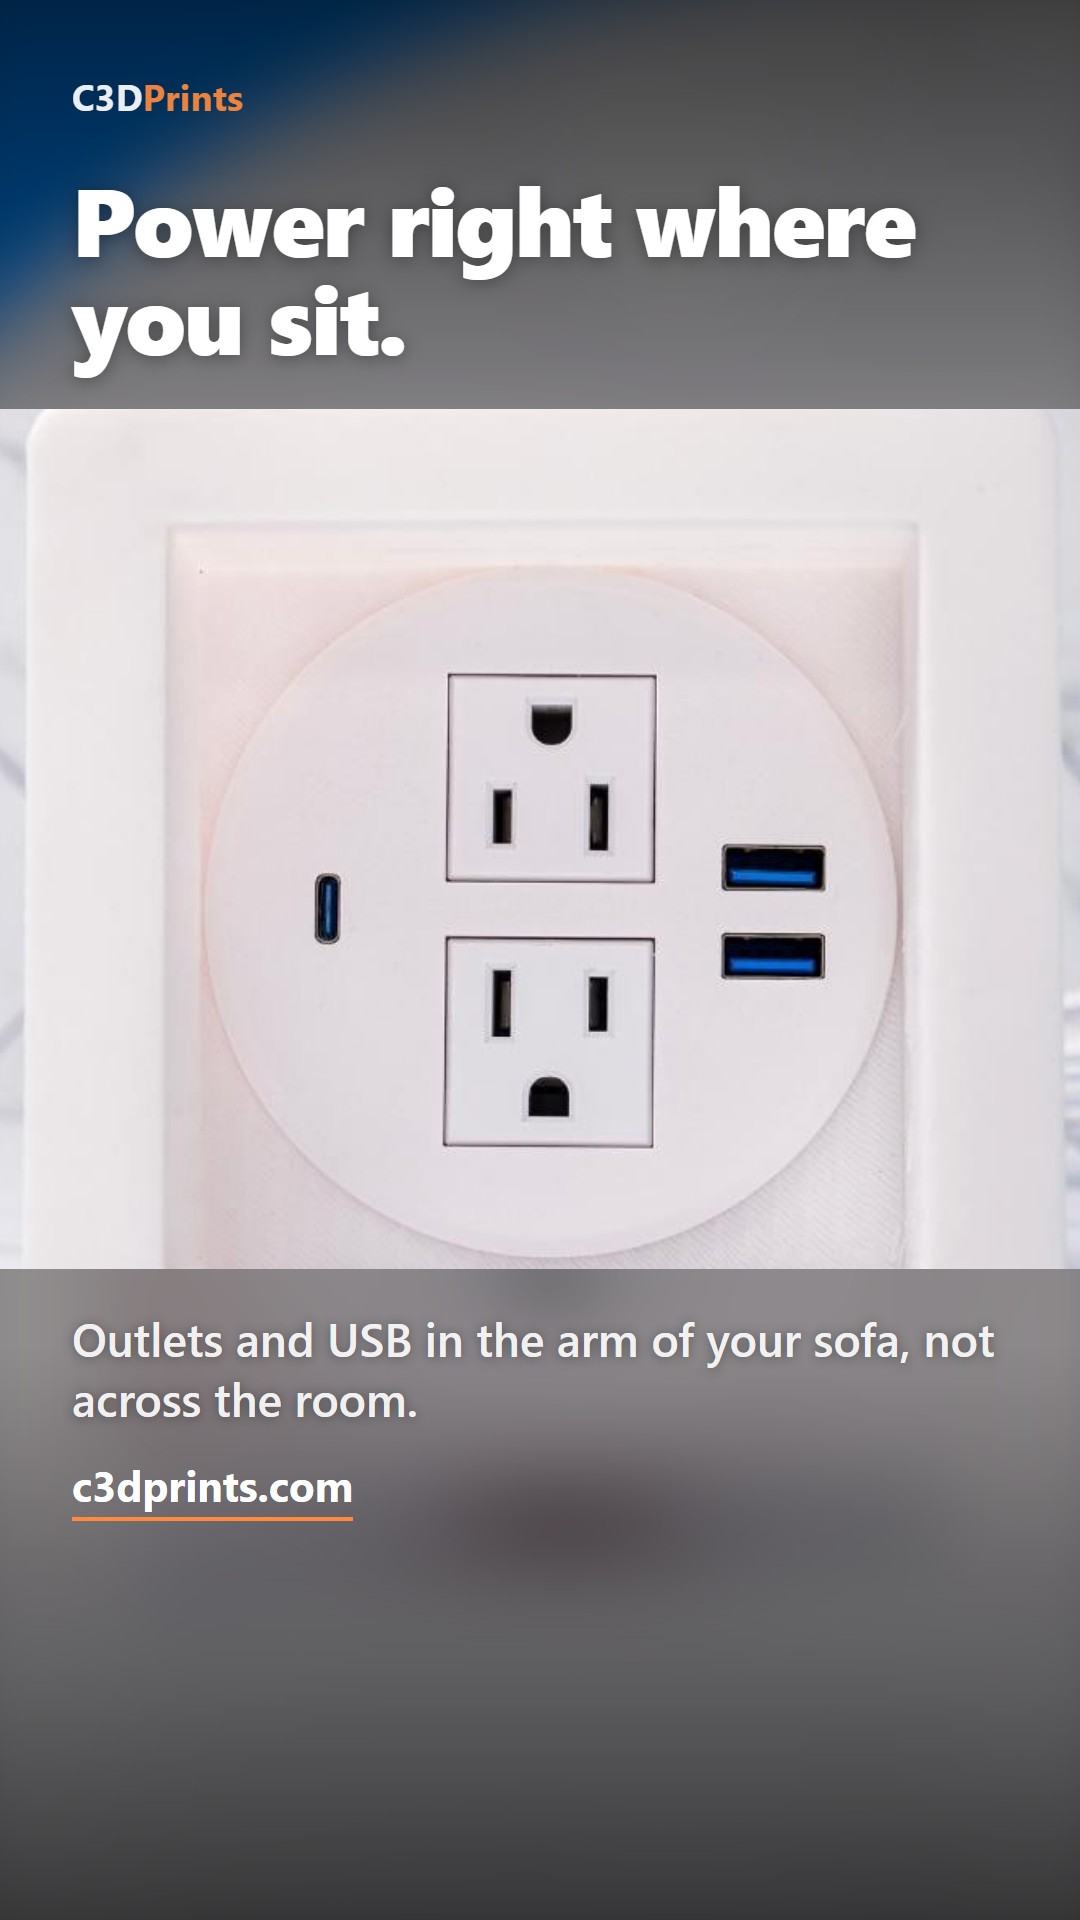 C3DPrints
Power right where
you sit.
Outlets and USB in the arm of your sofa, not
across the room.
c3dprints.com